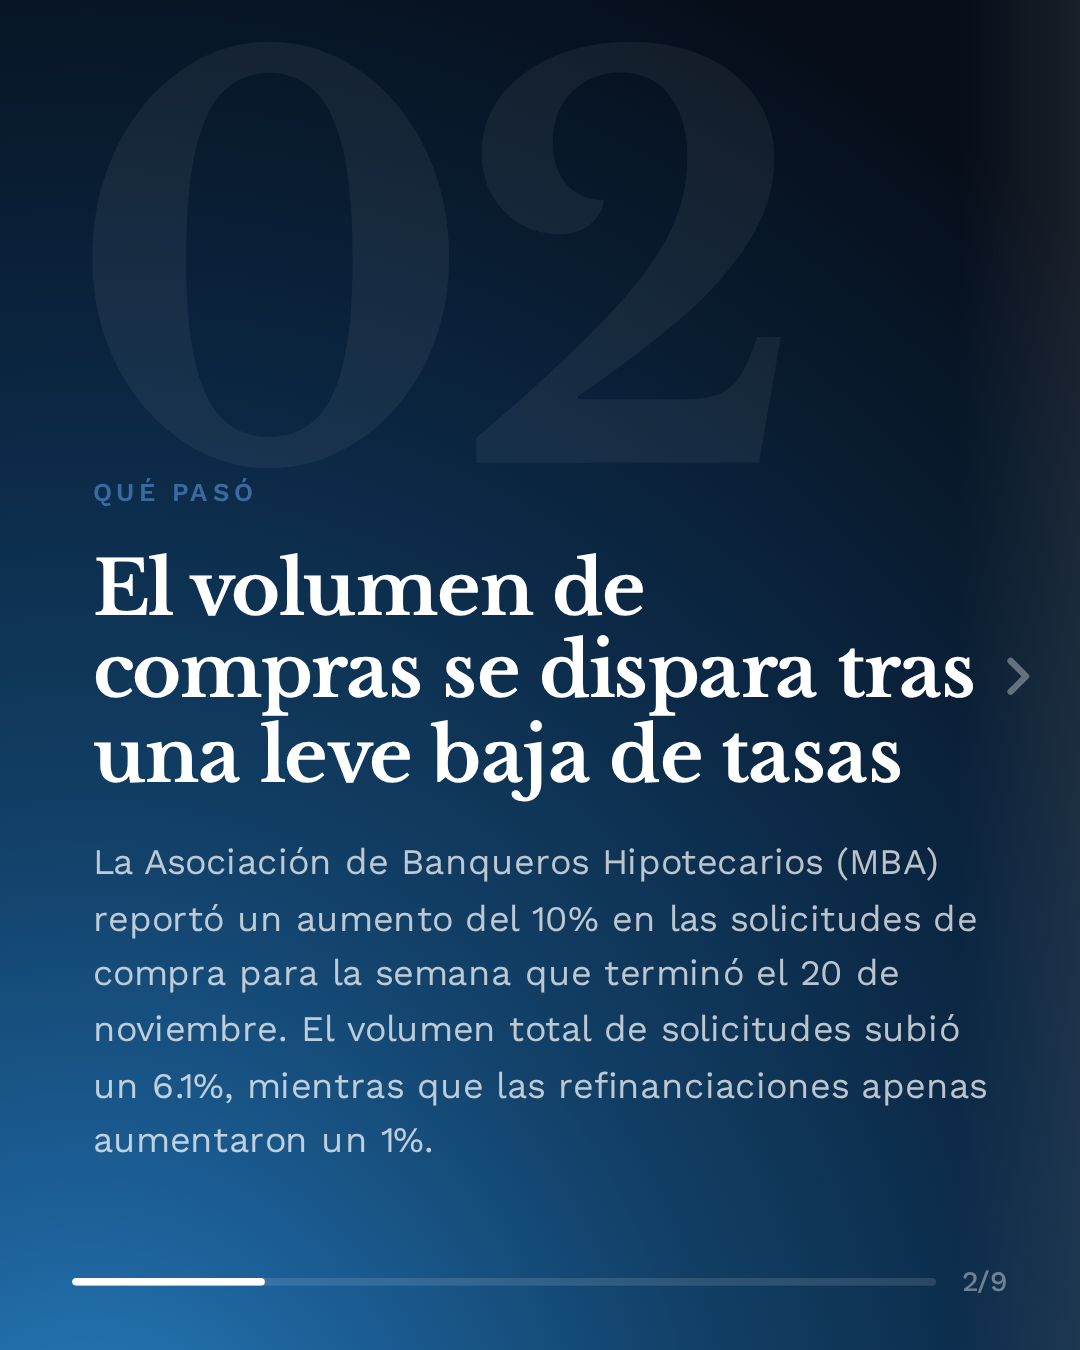 02
QUÉ PASÓ
El volumen de
compras se dispara tras
una leve baja de tasas
La Asociación de Banqueros Hipotecarios (MBA)
reportó un aumento del 10% en las solicitudes de
compra para la semana que terminó el 20 de
noviembre. El volumen total de solicitudes subió
un 6.1%, mientras que las refinanciaciones apenas
aumentaron un 1%.
2/9